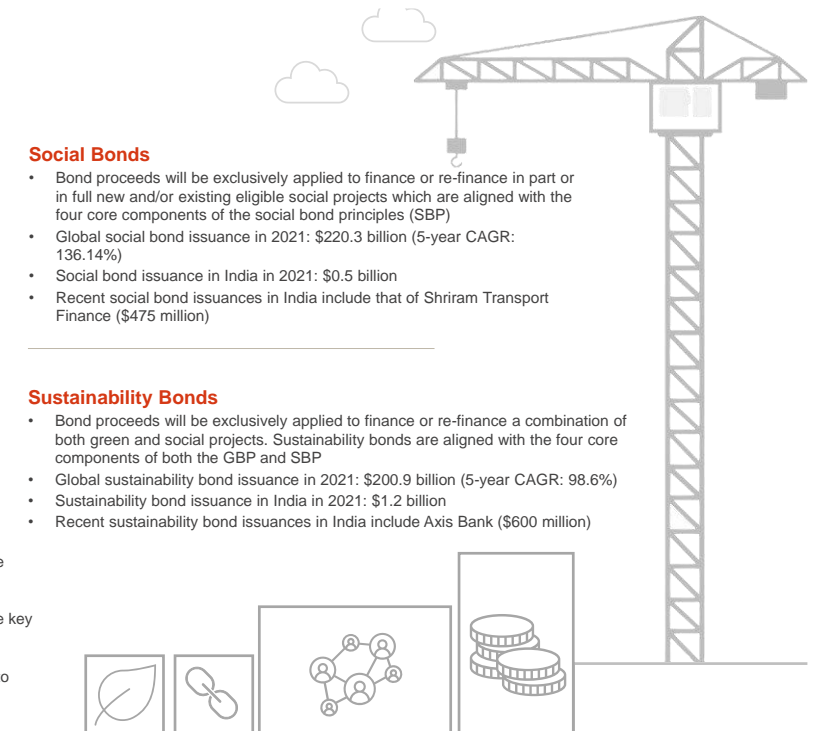 Social Bonds
• Bond proceeds will be exclusively applied to finance or re-finance in part or
in full new and/or existing eligible social projects which are aligned with the
four core components of the social bond principles (SBP)
• Global social bond issuance in 2021: $220.3 billion (5-year CAGR:
136.14%)
• Social bond issuance in India in 2021: $0.5 billion
• Recent social bond issuances in India include that of Shriram Transport
Finance ($475 million)
Sustainability Bonds
• Bond proceeds will be exclusively applied to finance or re-finance a combination of
both green and social projects. Sustainability bonds are aligned with the four core
components of both the GBP and SBP
• Global sustainability bond issuance in 2021: $200.9 billion (5-year CAGR: 98.6%)
• Sustainability bond issuance in India in 2021: $1.2 billion
• Recent sustainability bond issuances in India include Axis Bank ($600 million)
key